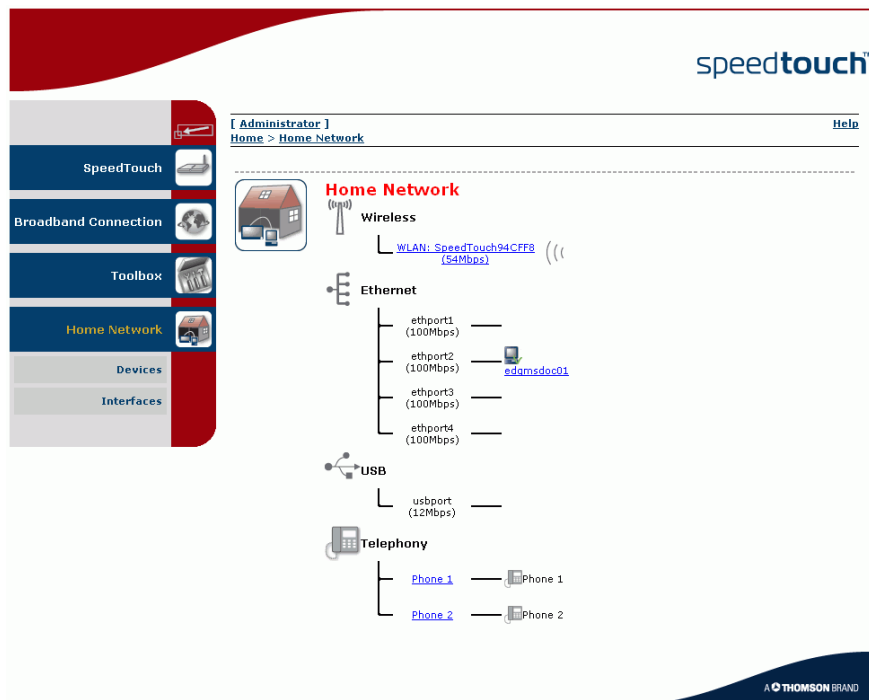 speedtouch™
[ Administrator ]
Help
Home > Home Network
SpeedTouch
Broadband Connection
Toolbox
Home Network
Devices
Interfaces
Home Network
Wireless
WLAN: SpeedTouch94CFF8
(54Mbps)
Ethernet
ethport1
(100Mbps)
ethport2
(100Mbps)
edqmsdoc01
ethport3
(100Mbps)
ethport4
(100Mbps)
USB
usbport
(12Mbps)
Telephony
Phone 1
Phone 1
Phone 2
Phone 2
A THOMSON BRAND